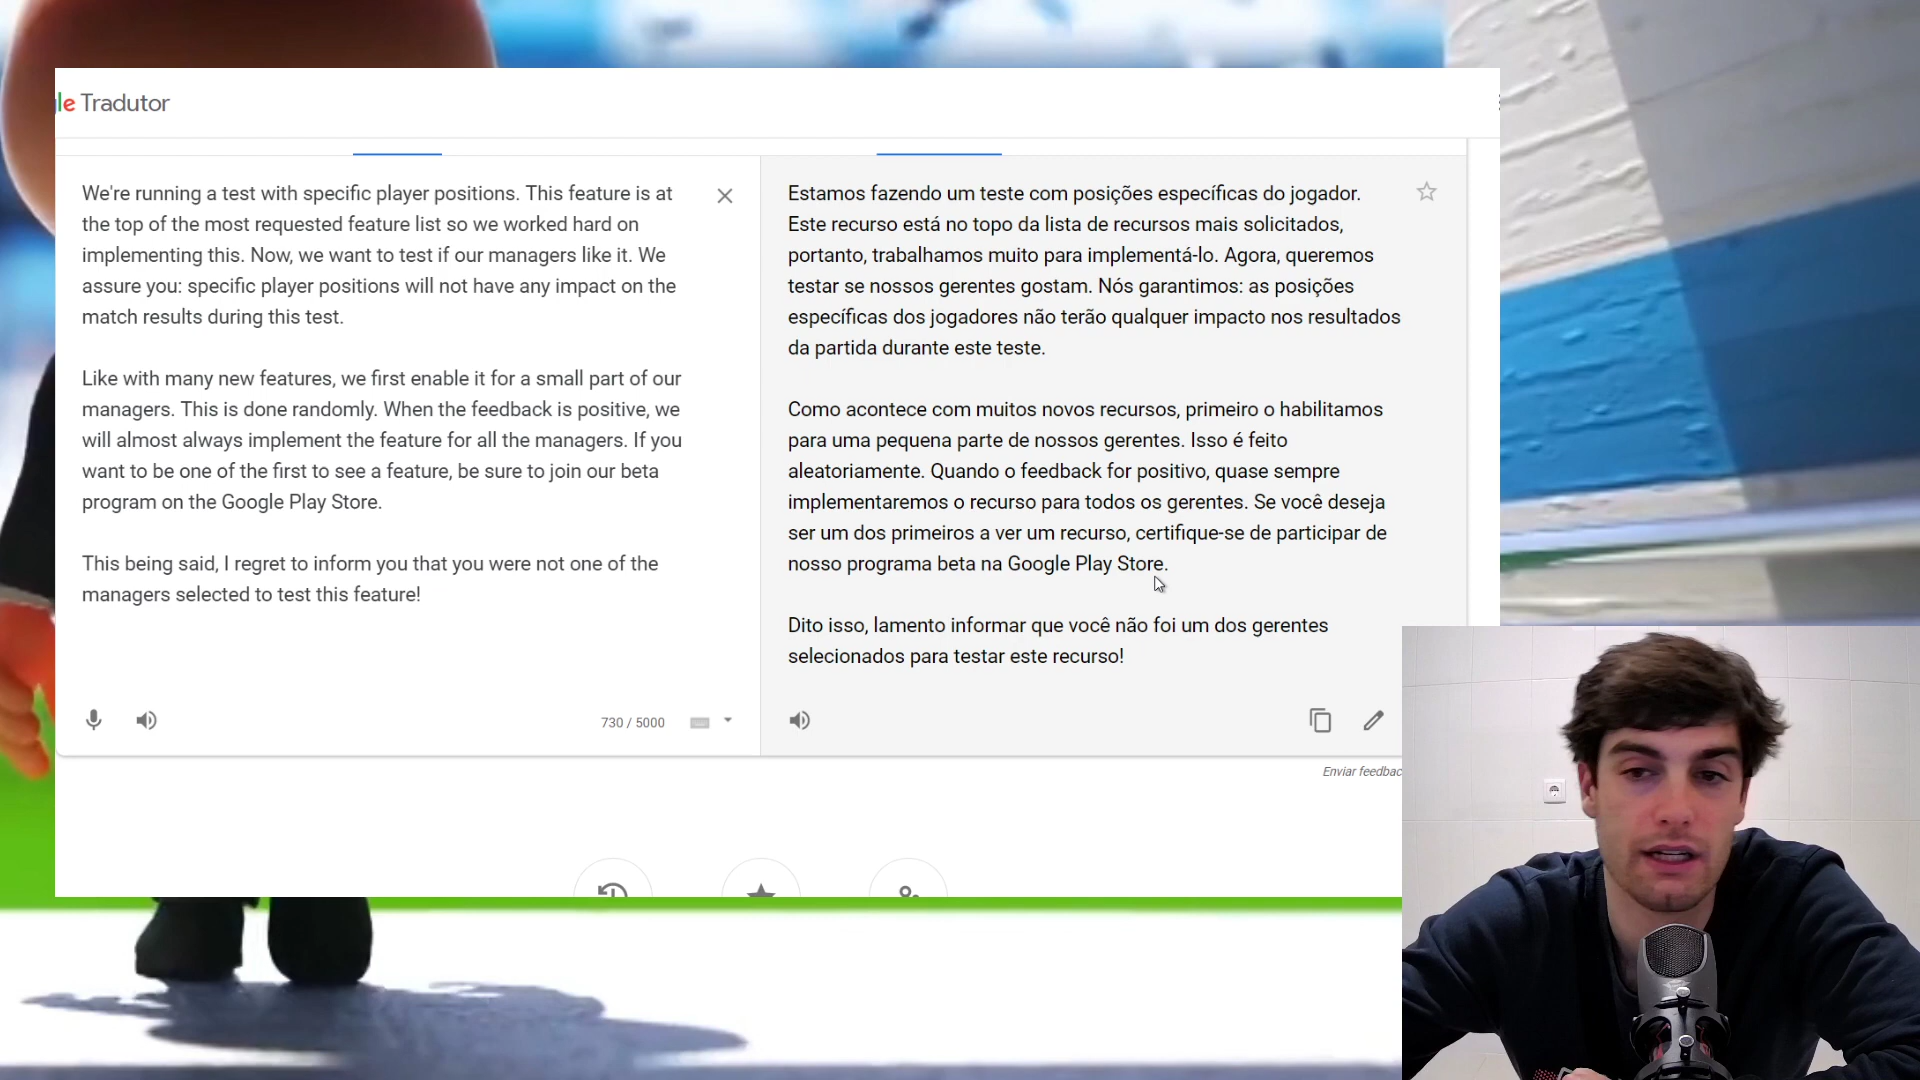 le Tradutor
We're running a test with specific player positions. This feature is at
the top of the most requested feature list so we worked hard on
implementing this. Now, we want to test if our managers like it. We
assure you: specific player positions will not have any impact on the
match results during this test.
Like with many new features, we first enable it for a small part of our
managers. This is done randomly. When the feedback is positive, we
will almost always implement the feature for all the managers. If you
want to be one of the first to see a feature, be sure to join our beta
program on the Google Play Store.
This being said, I regret to inform you that you were not one of the
managers selected to test this feature!
730 / 5000
Estamos fazendo um teste com posições específicas do jogador.
Este recurso está no topo da lista de recursos mais solicitados,
portanto, trabalhamos muito para implementá-lo. Agora, queremos
testar se nossos gerentes gostam. Nós garantimos: as posições
específicas dos jogadores não terão qualquer impacto nos resultados
da partida durante este teste.
Como acontece com muitos novos recursos, primeiro o habilitamos
para uma pequena parte de nossos gerentes. Isso é feito
aleatoriamente. Quando o feedback for positivo, quase sempre
implementaremos o recurso para todos os gerentes. Se você deseja
ser um dos primeiros a ver um recurso, certifique-se de participar de
nosso programa beta na Google Play Store.
Dito isso, lamento informar que você não foi um dos gerentes
selecionados para testar este recurso!
Enviar feedbac